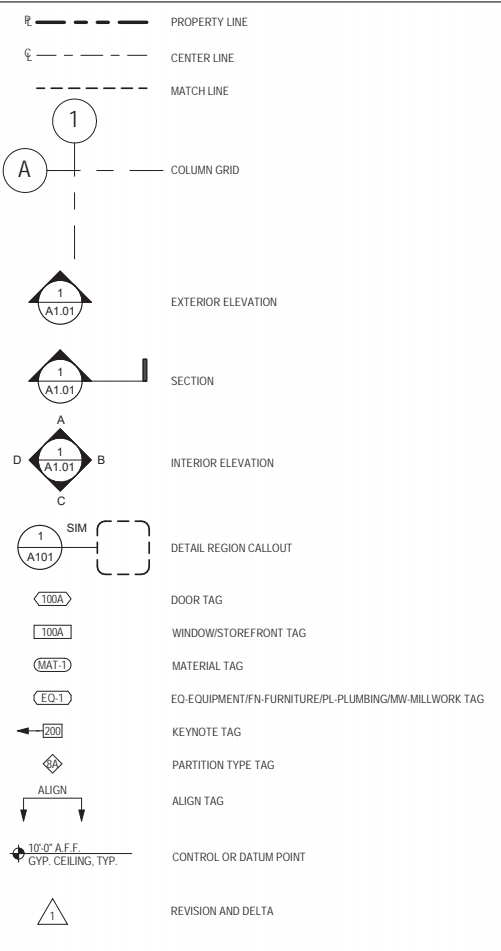 ℄ PROPERTY LINE
℄ CENTER LINE
MATCH LINE
1
A COLUMN GRID
1
A1.01
EXTERIOR ELEVATION
1
A1.01
SECTION
A
D 1 B
A1.01
C
INTERIOR ELEVATION
1 SIM
A101
DETAIL REGION CALLOUT
100A DOOR TAG
100A WINDOW/STOREFRONT TAG
MAT-1 MATERIAL TAG
EQ-1 EQ-EQUIPMENT/FN-FURNITURE/PL-PLUMBING/MW-MILLWORK TAG
200 KEYNOTE TAG
8A PARTITION TYPE TAG
ALIGN
ALIGN TAG
10'-0" A.F.F.
GYP. CEILING, TYP.
CONTROL OR DATUM POINT
1 REVISION AND DELTA